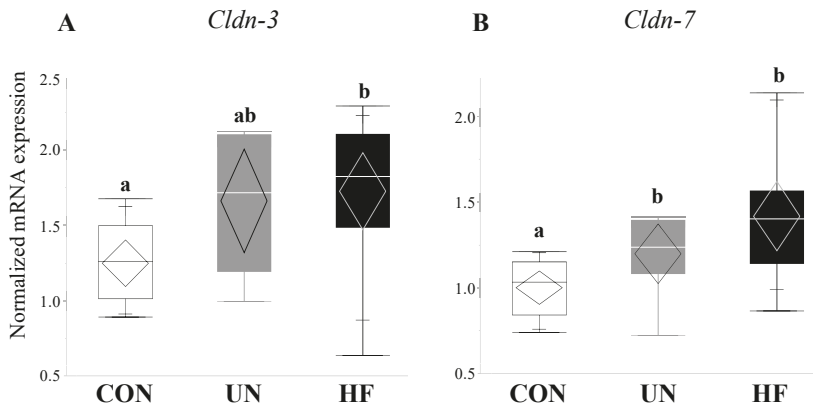 A Cldn-3
B Cldn-7
Normalized mRNA expression
2.5
2.0
1.5
1.0
0.5
a
ab
b
CON UN HF
2.0
1.5
1.0
0.5
a
b
b
CON UN HF